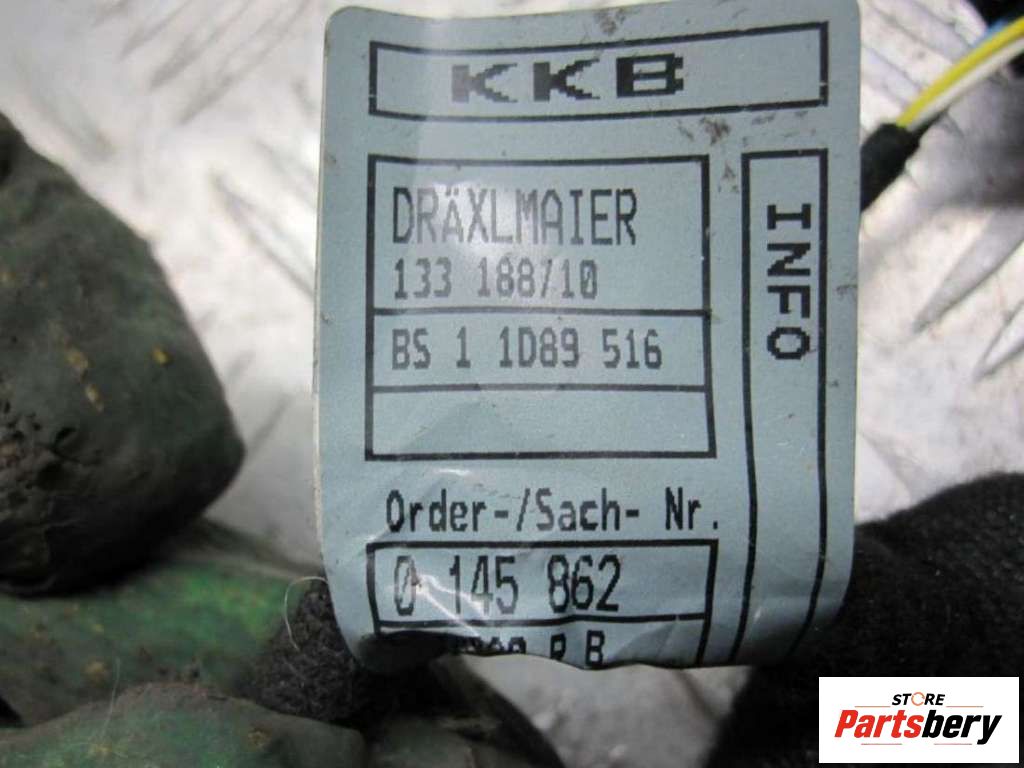 KKB
DRÄXLMAIER
133 188/10
BS 1 1D89 516
INFO
Order-/Sach- Nr.
0 145 862
STORE
Partsbery